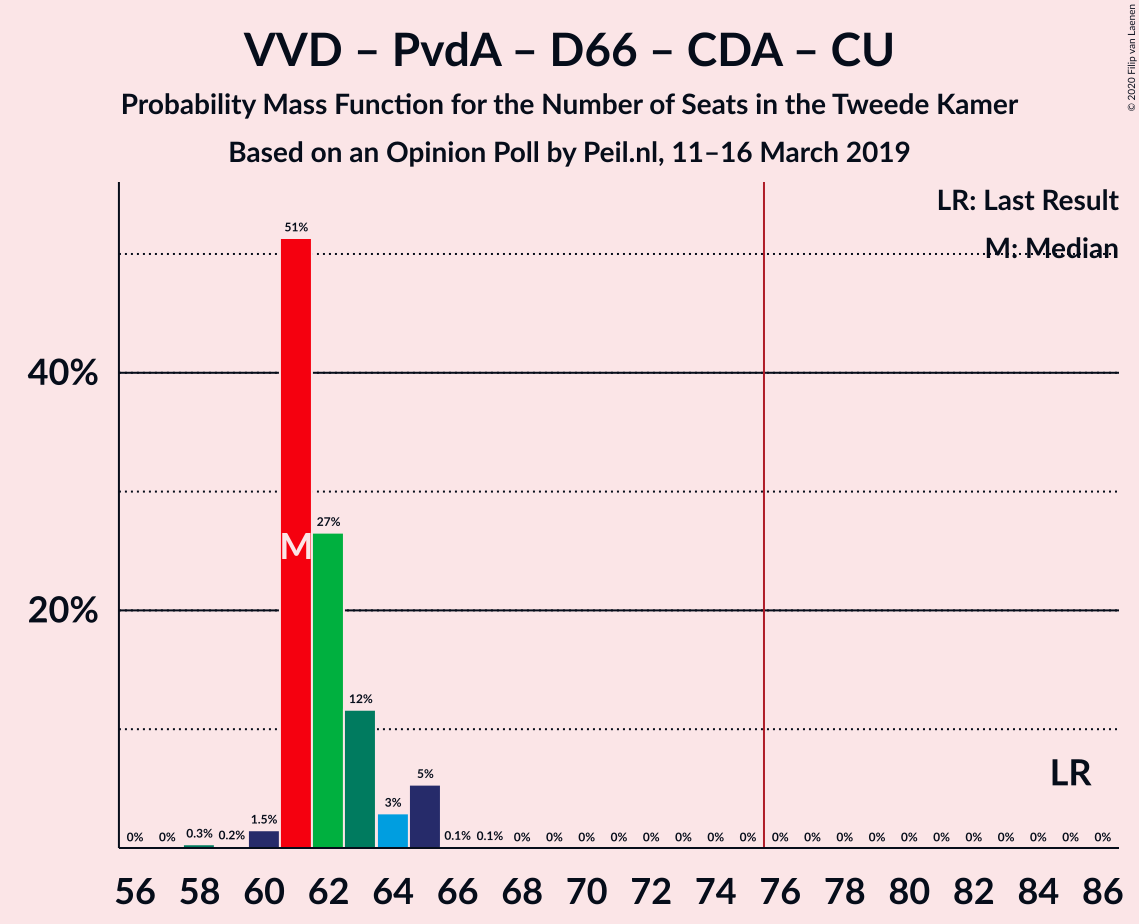 VVD – PvdA – D66 – CDA – CU
Probability Mass Function for the Number of Seats in the Tweede Kamer
Based on an Opinion Poll by Peil.nl, 11–16 March 2019
© 2020 Filip van Laenen
LR: Last Result
M: Median
40%
20%
0% 0% 0.3% 0.2% 1.5% 51% 27% 12% 3% 5% 0.1% 0.1% 0% 0% 0% 0% 0% 0% 0% 0% 0% 0% 0% 0% 0% 0% 0% 0% 0% 0% 0%
M
LR
56 58 60 62 64 66 68 70 72 74 76 78 80 82 84 86